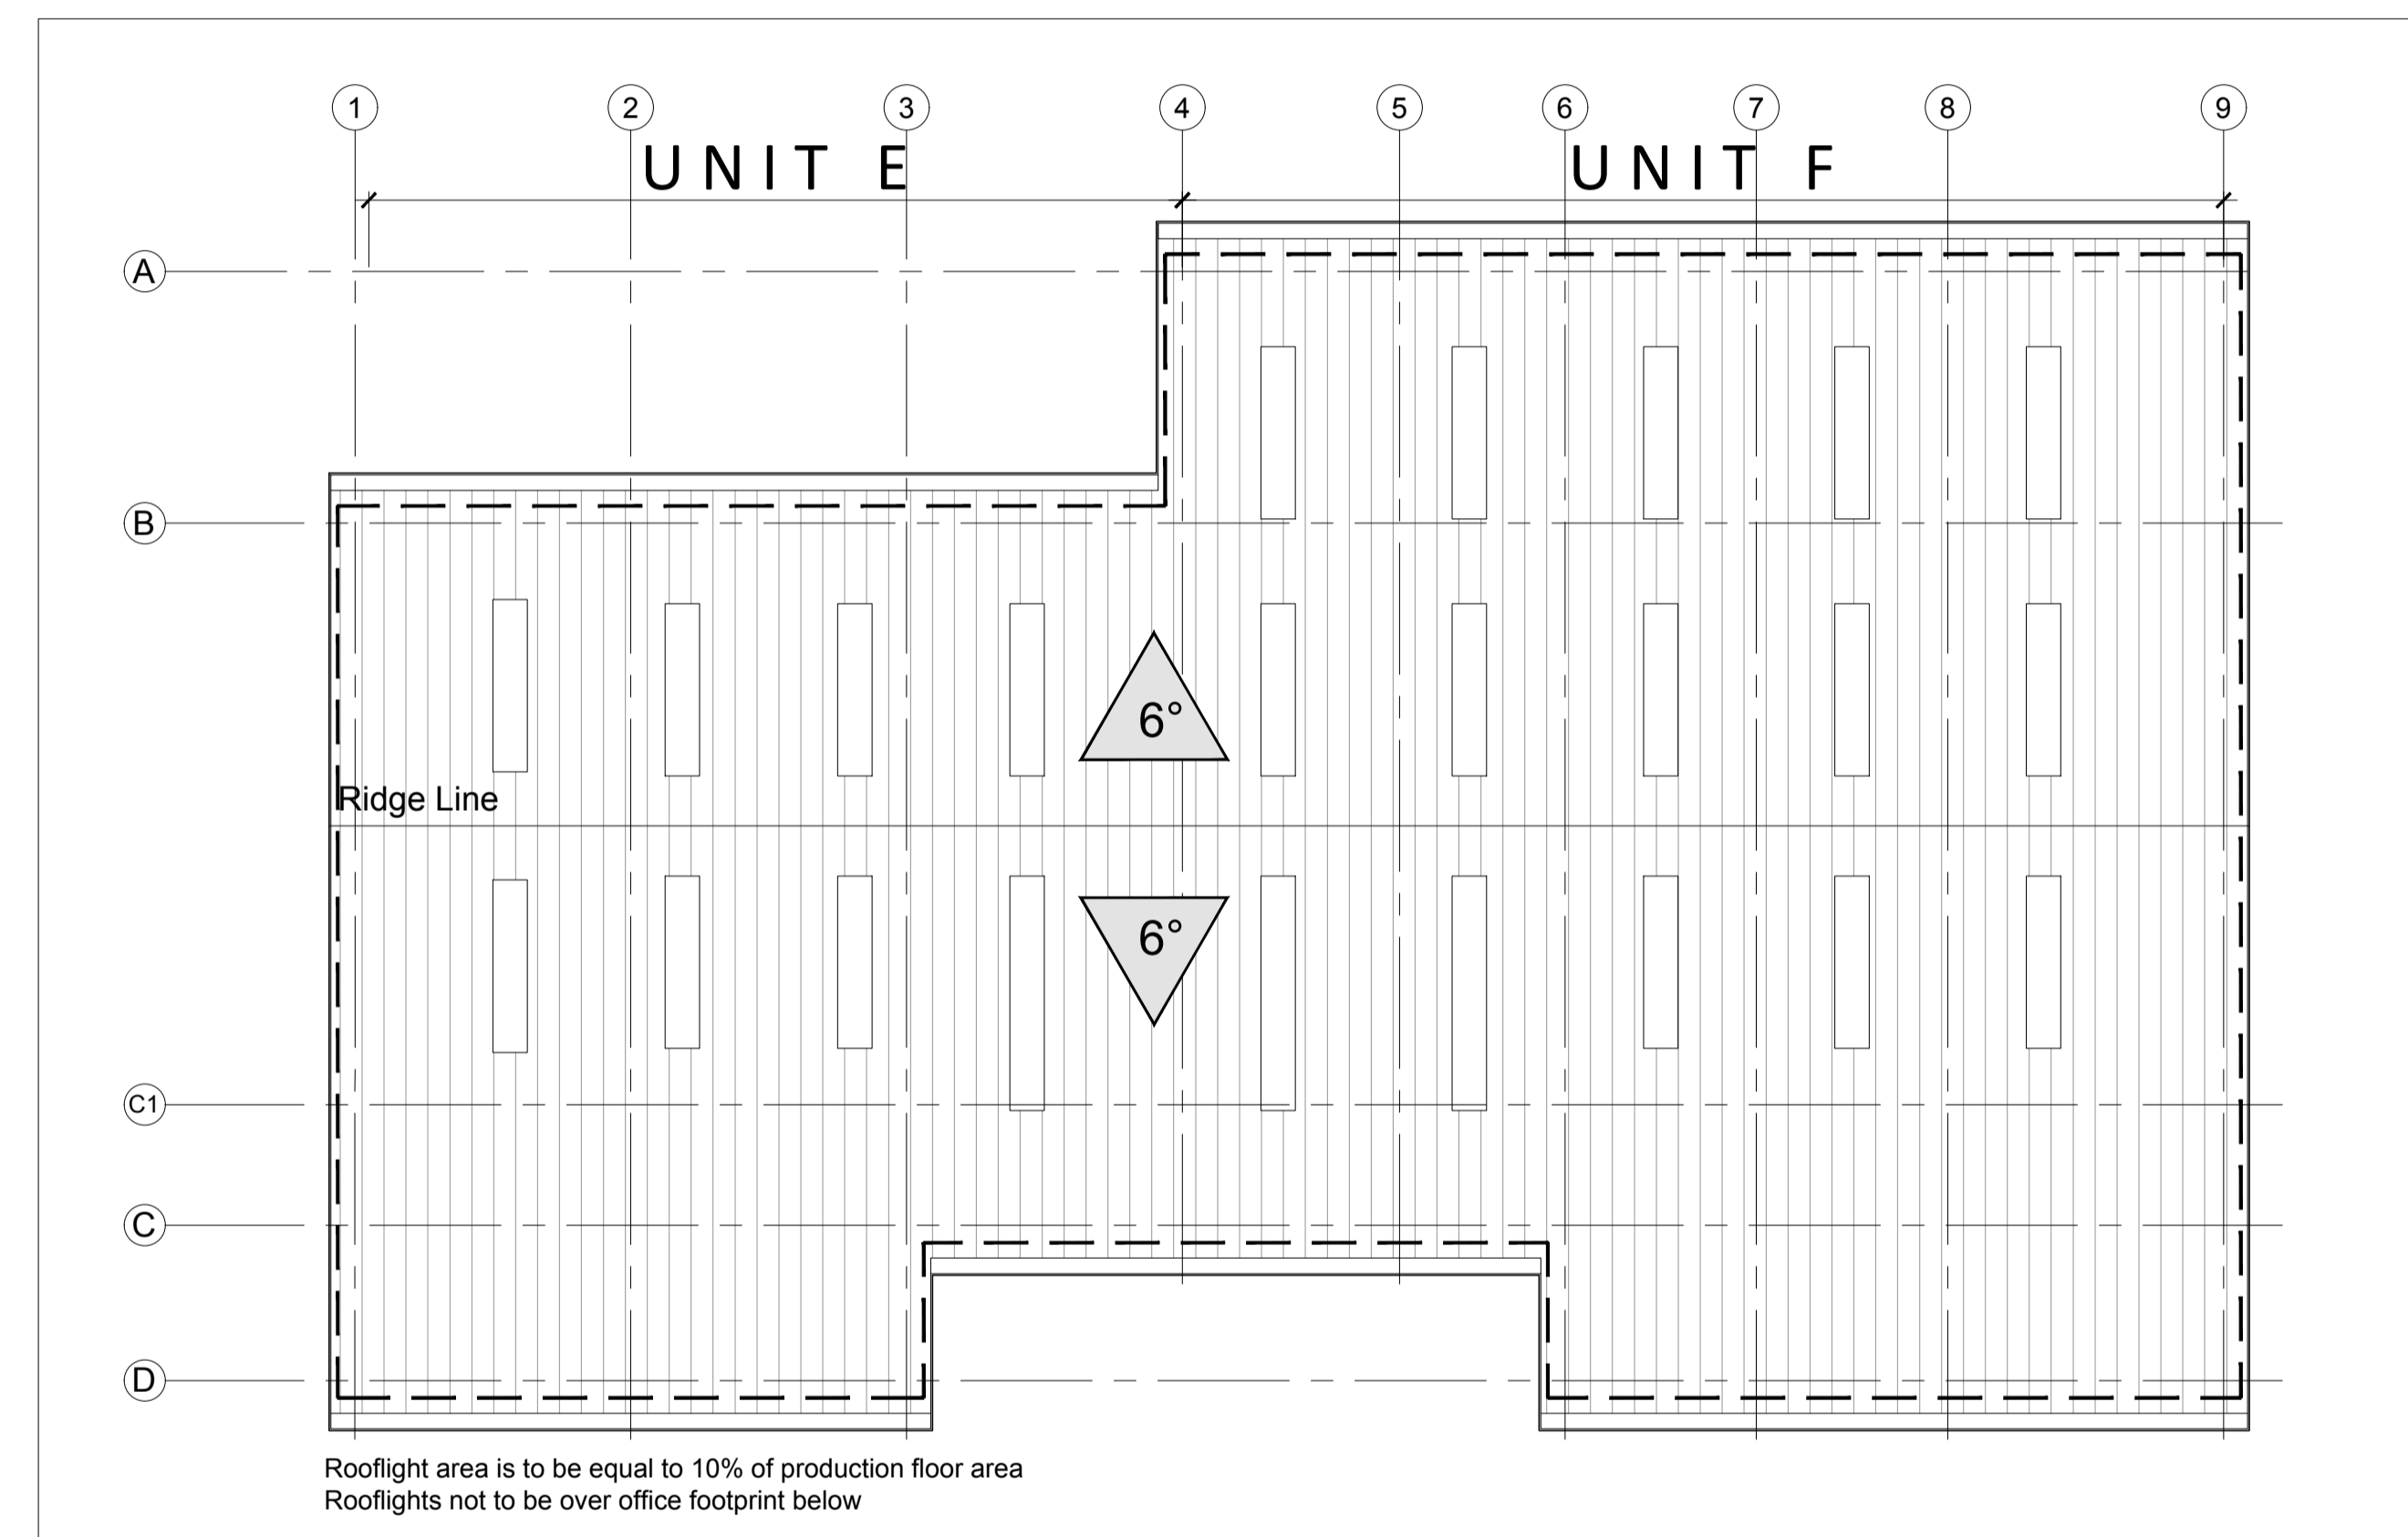 1 2 3 4 5 6 7 8 9
UNIT E UNIT F
A
B
6°
Ridge Line
6°
C1
C
D
Rooflight area is to be equal to 10% of production floor area
Rooflights not to be over office footprint below